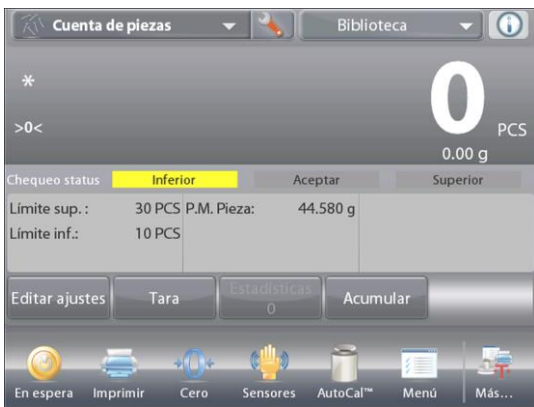 Cuenta de piezas
Biblioteca
*
>0<
0 PCS
0.00 g
Chequeo status Inferior Aceptar Superior
Límite sup. : 30 PCS P.M. Pieza: 44.580 g
Límite inf.: 10 PCS
Editar ajustes Tara Estadísticas Acumular
0
En espera Imprimir Cero Sensores AutoCal™ Menú Más...